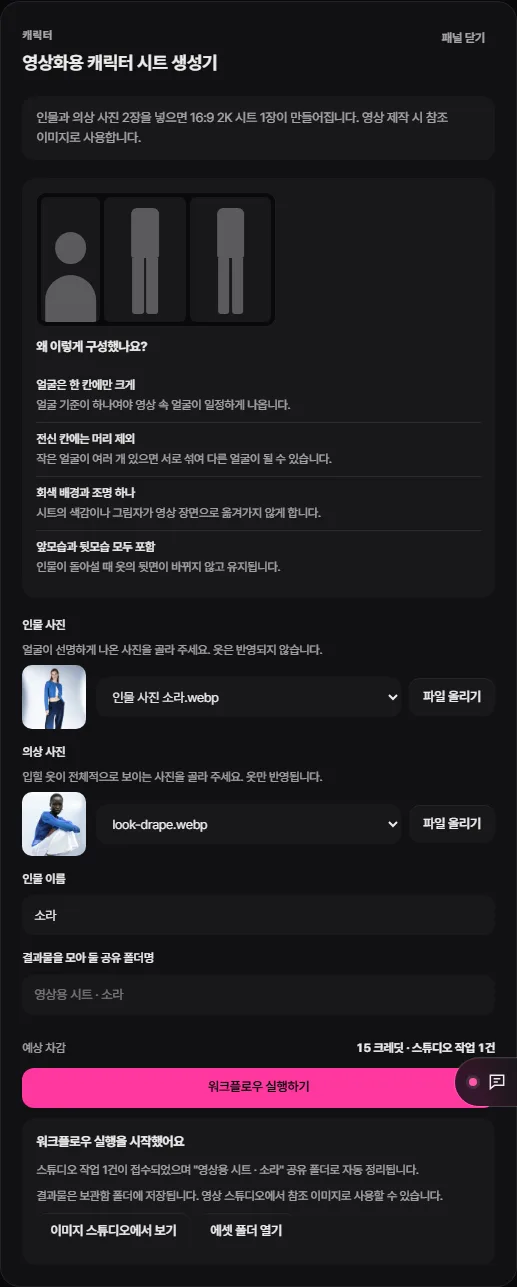 캐릭터
패널 닫기
영상화용 캐릭터 시트 생성기
인물과 의상 사진 2장을 넣으면 16:9 2K 시트 1장이 만들어집니다. 영상 제작 시 참조
이미지로 사용합니다.
왜 이렇게 구성했나요?
얼굴은 한 칸에만 크게
얼굴 기준이 하나여야 영상 속 얼굴이 일정하게 나옵니다.
전신 칸에는 머리 제외
작은 얼굴이 여러 개 있으면 서로 섞여 다른 얼굴이 될 수 있습니다.
회색 배경과 조명 하나
시트의 색감이나 그림자가 영상 장면으로 옮겨가지 않게 합니다.
앞모습과 뒷모습 모두 포함
인물이 돌아설 때 옷의 뒷면이 바뀌지 않고 유지됩니다.
인물 사진
얼굴이 선명하게 나온 사진을 골라 주세요. 옷은 반영되지 않습니다.
인물 사진 소라.webp
파일 올리기
의상 사진
입힐 옷이 전체적으로 보이는 사진을 골라 주세요. 옷만 반영됩니다.
look-drape.webp
파일 올리기
인물 이름
소라
결과물을 모아 둘 공유 폴더명
영상용 시트 · 소라
예상 차감
15 크레딧 · 스튜디오 작업 1건
워크플로우 실행하기
워크플로우 실행을 시작했어요
스튜디오 작업 1건이 접수되었으며 "영상용 시트 · 소라" 공유 폴더로 자동 정리됩니다.
결과물은 보관함 폴더에 저장됩니다. 영상 스튜디오에서 참조 이미지로 사용할 수 있습니다.
이미지 스튜디오에서 보기
에셋 폴더 열기